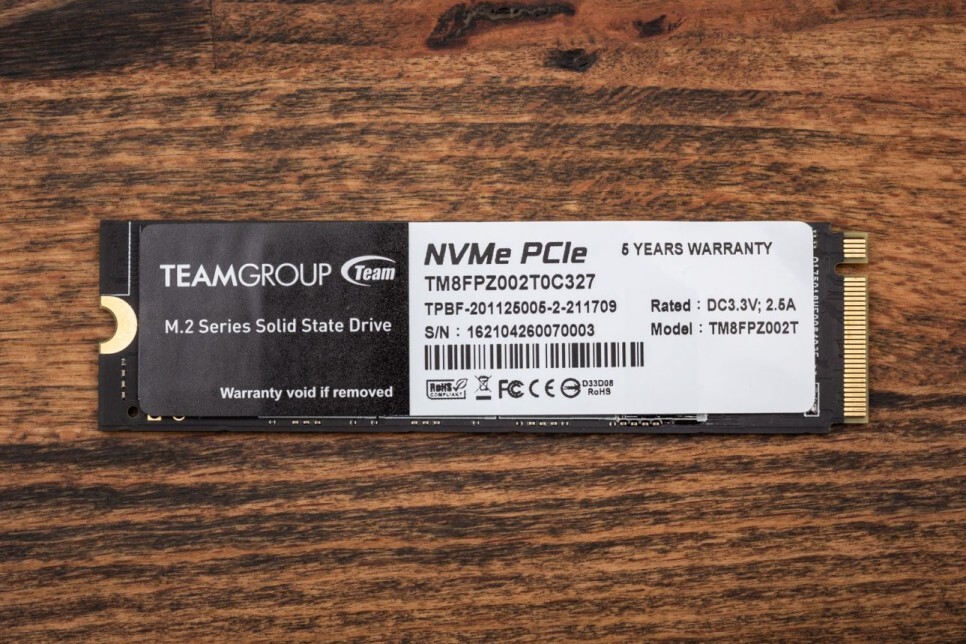 TEAMGROUP Team
M.2 Series Solid State Drive
Warranty void if removed
NVMe PCIe
5 YEARS WARRANTY
TM8FPZ002T0C327
TPBF-201125005-2-211709
S/N : 162104260070003
Rated : DC3.3V; 2.5A
Model : TM8FPZ002T
RoHS
COMPLIANT
FC CE
D33D08
RoHS